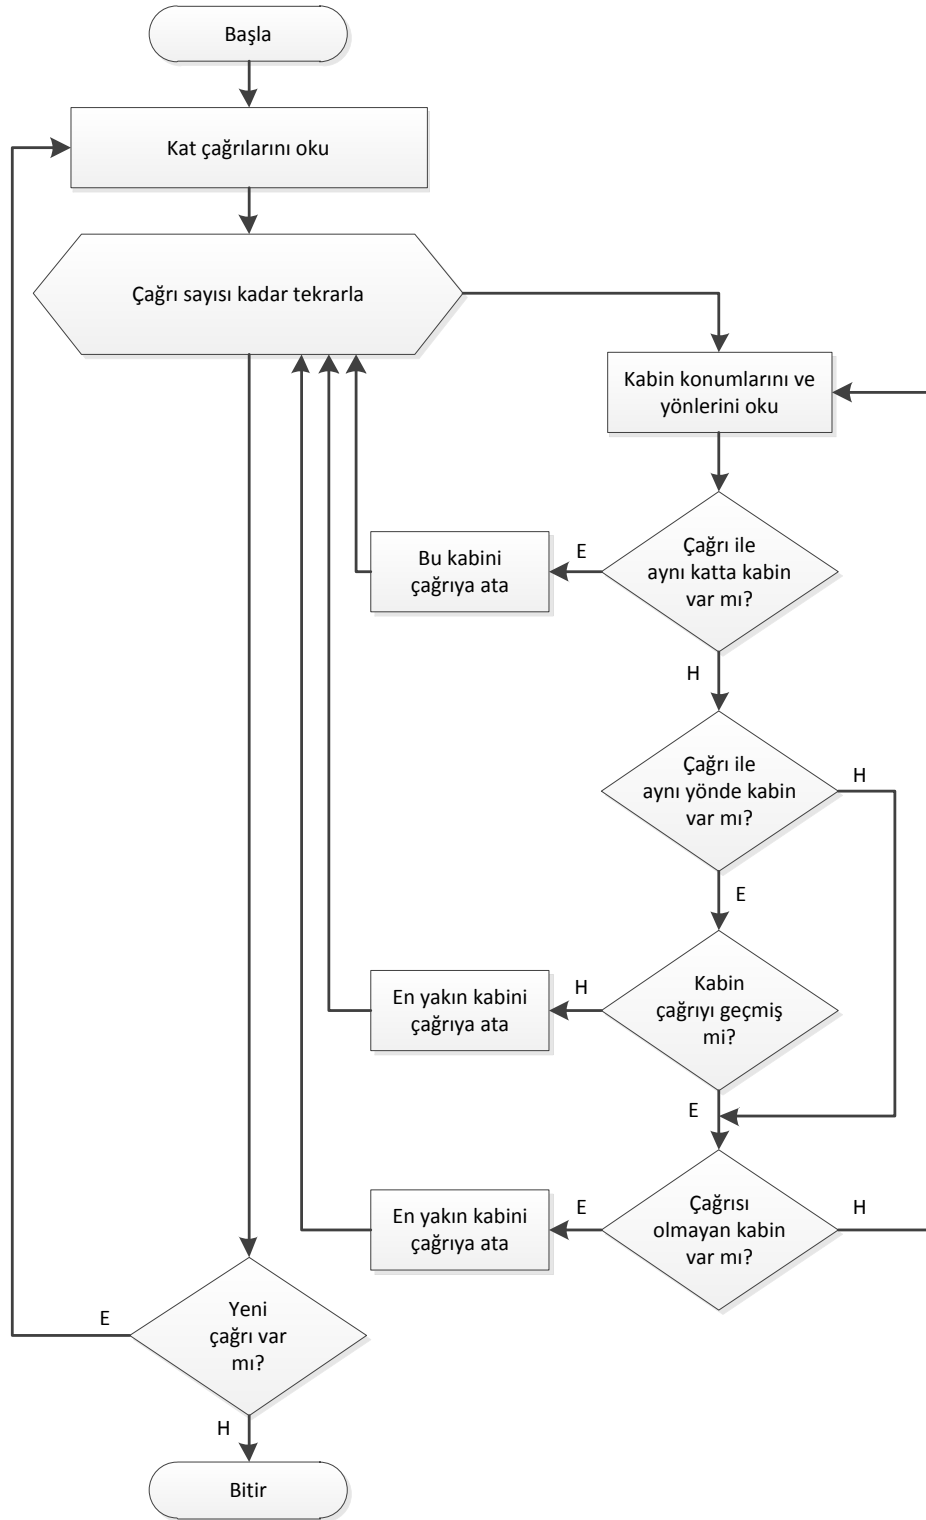 Başla
Kat çağrılarını oku
Çağrı sayısı kadar tekrarla
Kabin konumlarını ve
yönlerini oku
Çağrı ile
aynı katta kabin
var mı?
E
Bu kabini
çağrıya ata
H
Çağrı ile
aynı yönde kabin
var mı?
H
E
Kabin
çağrıyı geçmiş
mi?
H
En yakın kabini
çağrıya ata
E
Çağrısı
olmayan kabin
var mı?
E
H
En yakın kabini
çağrıya ata
Yeni
çağrı var
mı?
E
H
Bitir